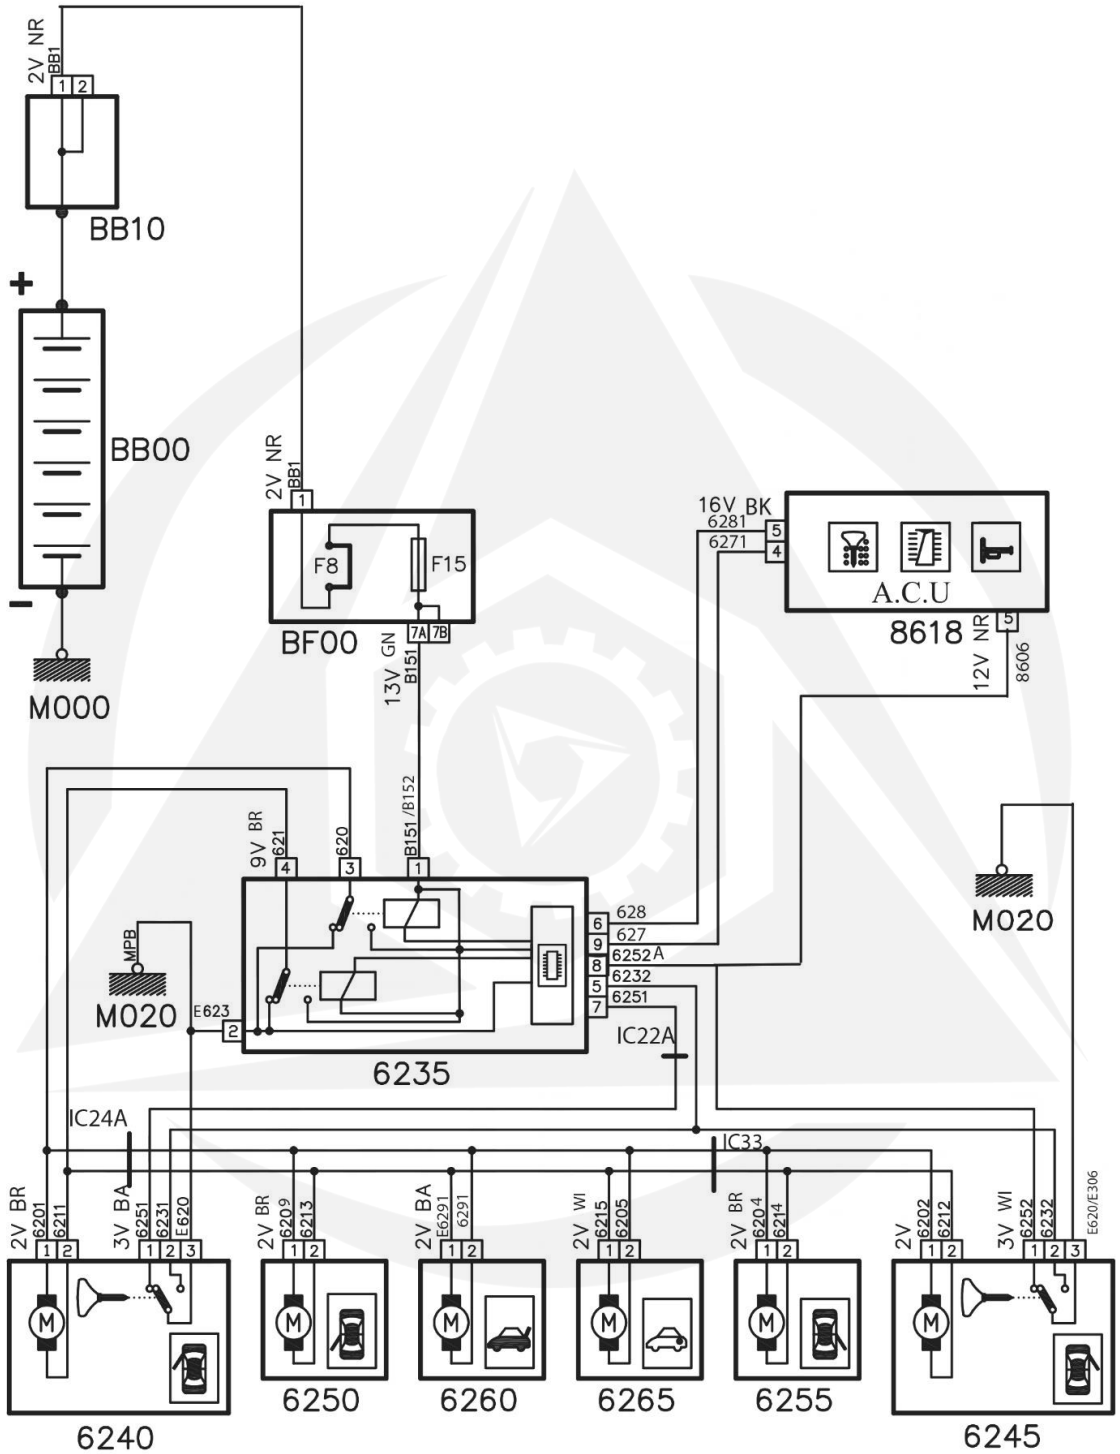 2V NR
BB1
1 2
BB10
+
BB00
-
M000
2V NR
BB1
1
F8
F15
BF00
7A 7B
13V GN
B151
16V BK
6281
5
6271
4
A.C.U
8618
5
12V NR
8606
B151/B152
9V BR
621
620
4
3
1
M020
MPB
M020
E623
2
6
628
9
627
8
6252A
5
6232
7
6251
IC22A
6235
IC24A
IC33
2V BR
6201
6211
1 2
3V BA
6251
6231
E620
1 2 3
M
6240
2V BR
6209
6213
1 2
M
6250
2V BA
E6291
6291
1 2
M
6260
2V WI
6215
6205
1 2
M
6265
2V BR
6204
6214
1 2
M
6255
2V
6202
6212
1 2
3V WI
6252
6232
E620/E306
1 2 3
M
6245